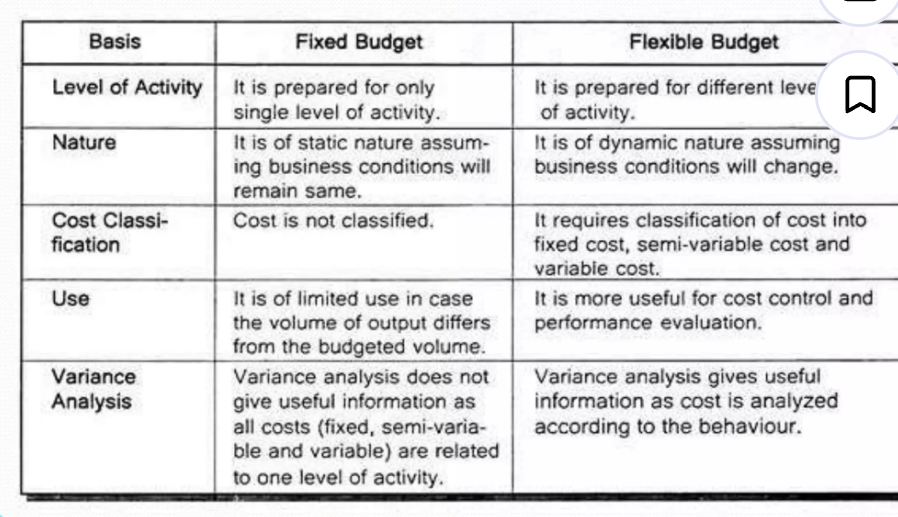 Basis Fixed Budget Flexible Budget
Level of Activity It is prepared for only It is prepared for different
single level of activity. of activity.
Nature It is of static nature assum- It is of dynamic nature assuming
ing business conditions will business conditions will change.
remain same.
Cost Classi- Cost is not classified. It requires classification of cost into
fication fixed cost, semi-variable cost and
variable cost.
Use It is of limited use in case It is more useful for cost control and
the volume of output differs performance evaluation.
from the budgeted volume.
Variance Variance analysis does not Variance analysis gives useful
Analysis give useful information as information as cost is analyzed
all costs (fixed, semi-varia- according to the behaviour.
ble and variable) are related
to one level of activity.